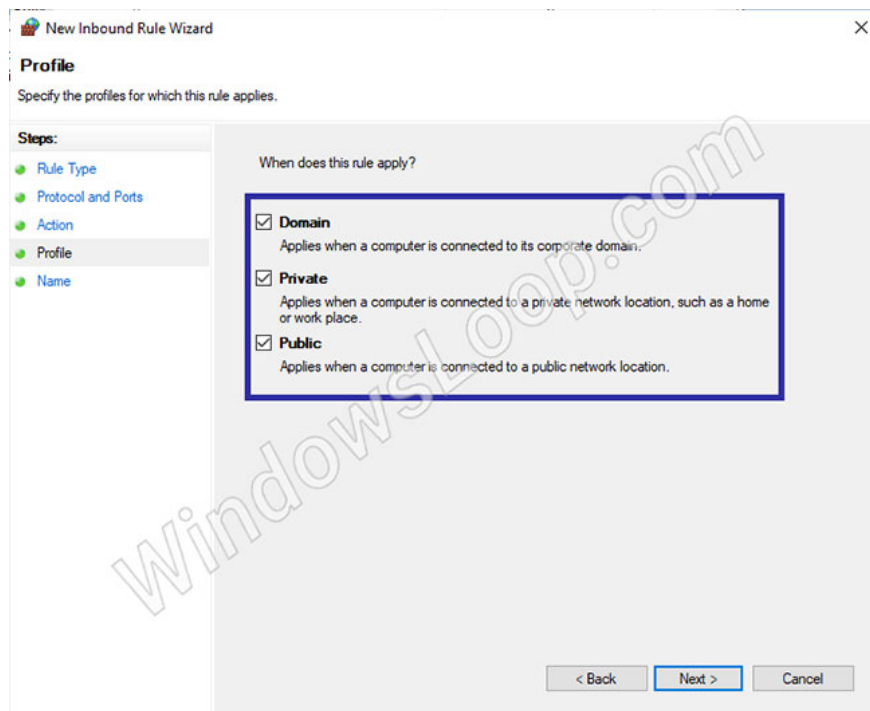 New Inbound Rule Wizard
Profile
Specify the profiles for which this rule applies.
Steps:
Rule Type
Protocol and Ports
Action
Profile
Name
When does this rule apply?
Domain
Applies when a computer is connected to its corporate domain.
Private
Applies when a computer is connected to a private network location, such as a home
or work place.
Public
Applies when a computer is connected to a public network location.
WindowsLoop.com
< Back
Next >
Cancel